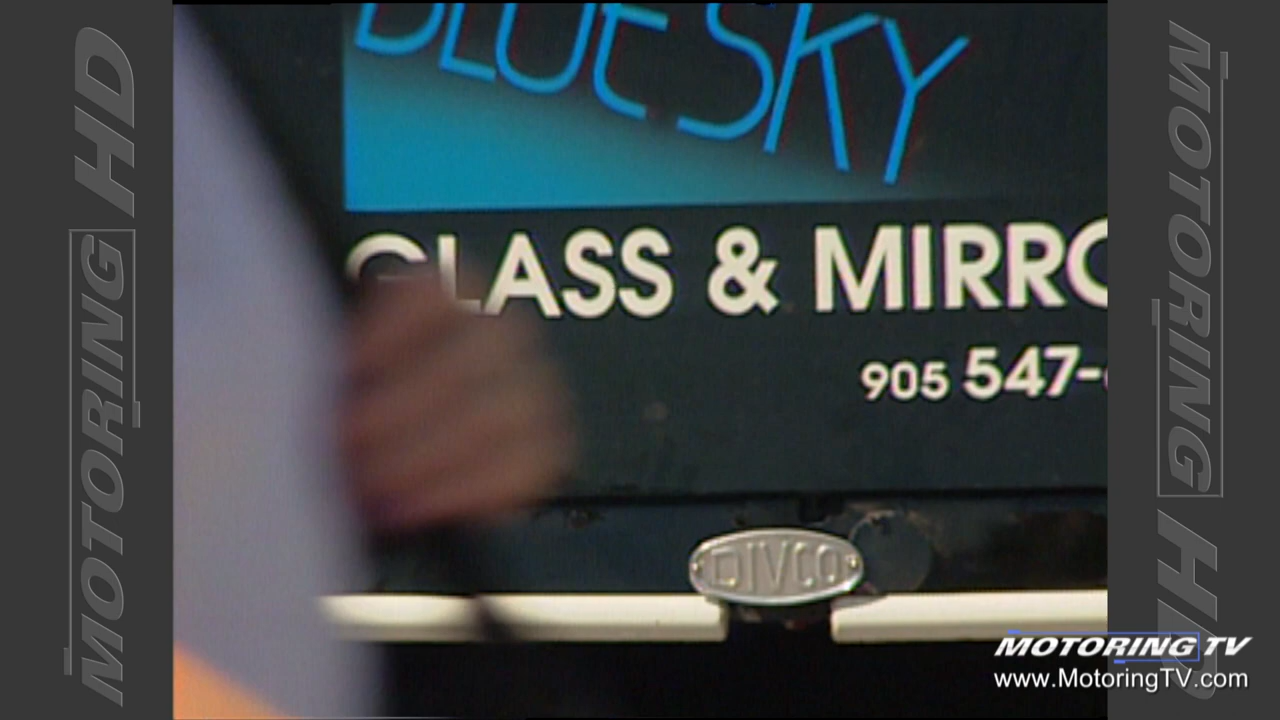 BLUE SKY
GLASS & MIRRO
905 547-
DIVCO
MOTORING HD
MOTORING HD
MOTORING TV
www.MotoringTV.com